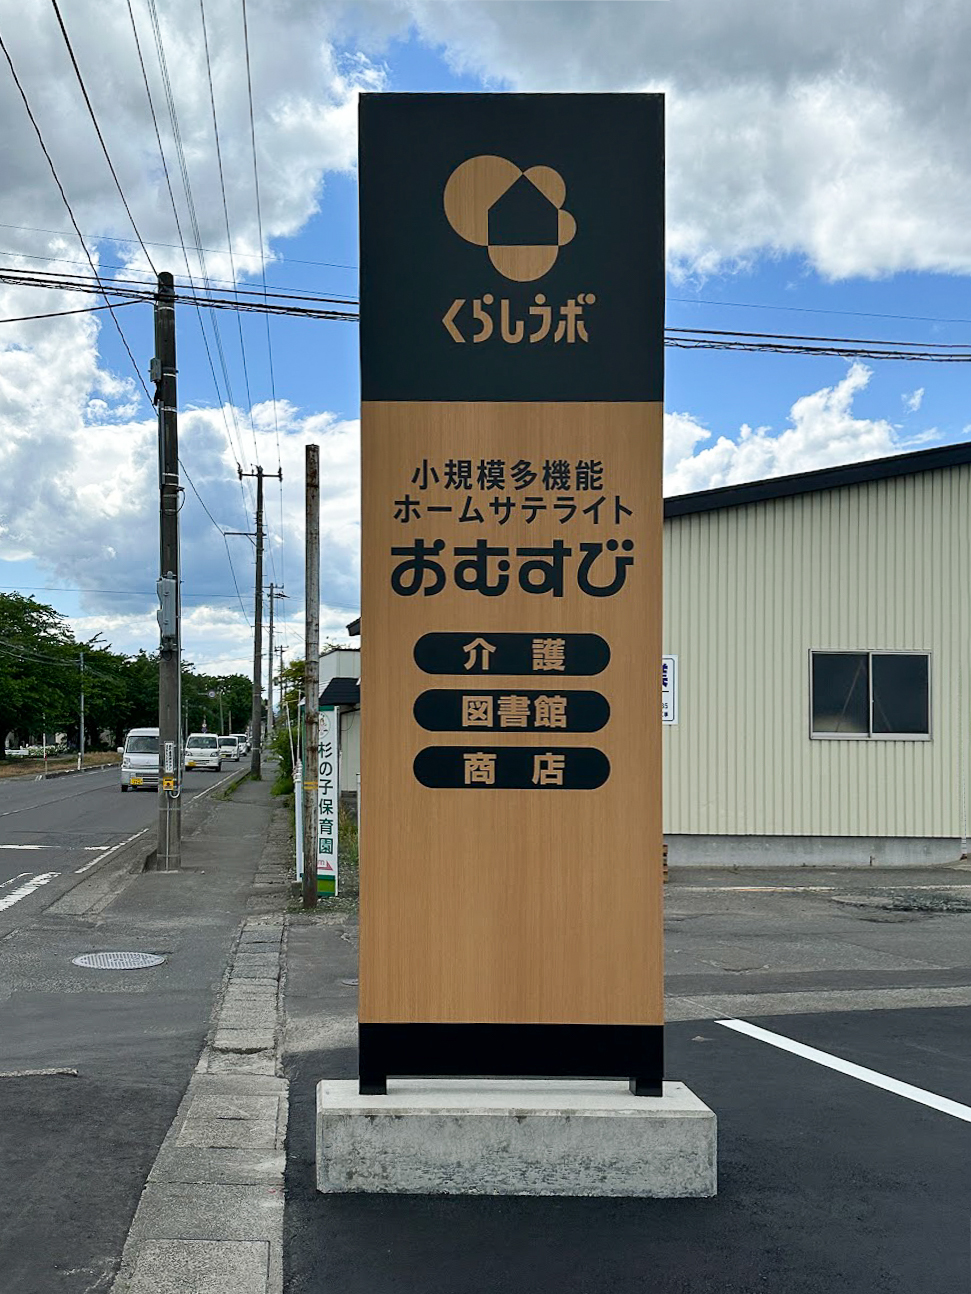 くらしラボ
小規模多機能
ホームサテライト
おむすび
介 護
図書館
商 店
杉の子保育園